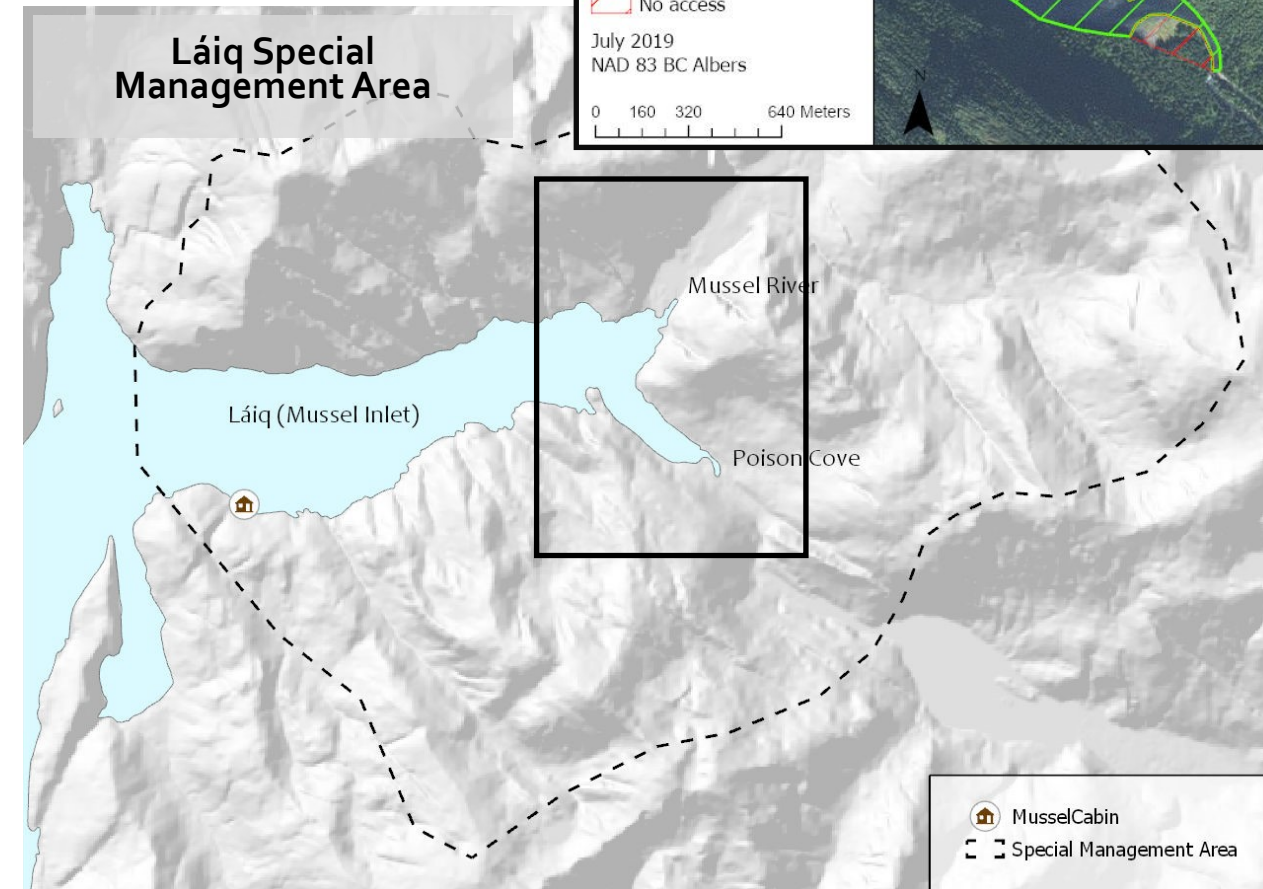 Láiq Special
Management Area
No access
July 2019
NAD 83 BC Albers
0 160 320 640 Meters
N
Mussel River
Láiq (Mussel Inlet)
Poison Cove
MusselCabin
Special Management Area